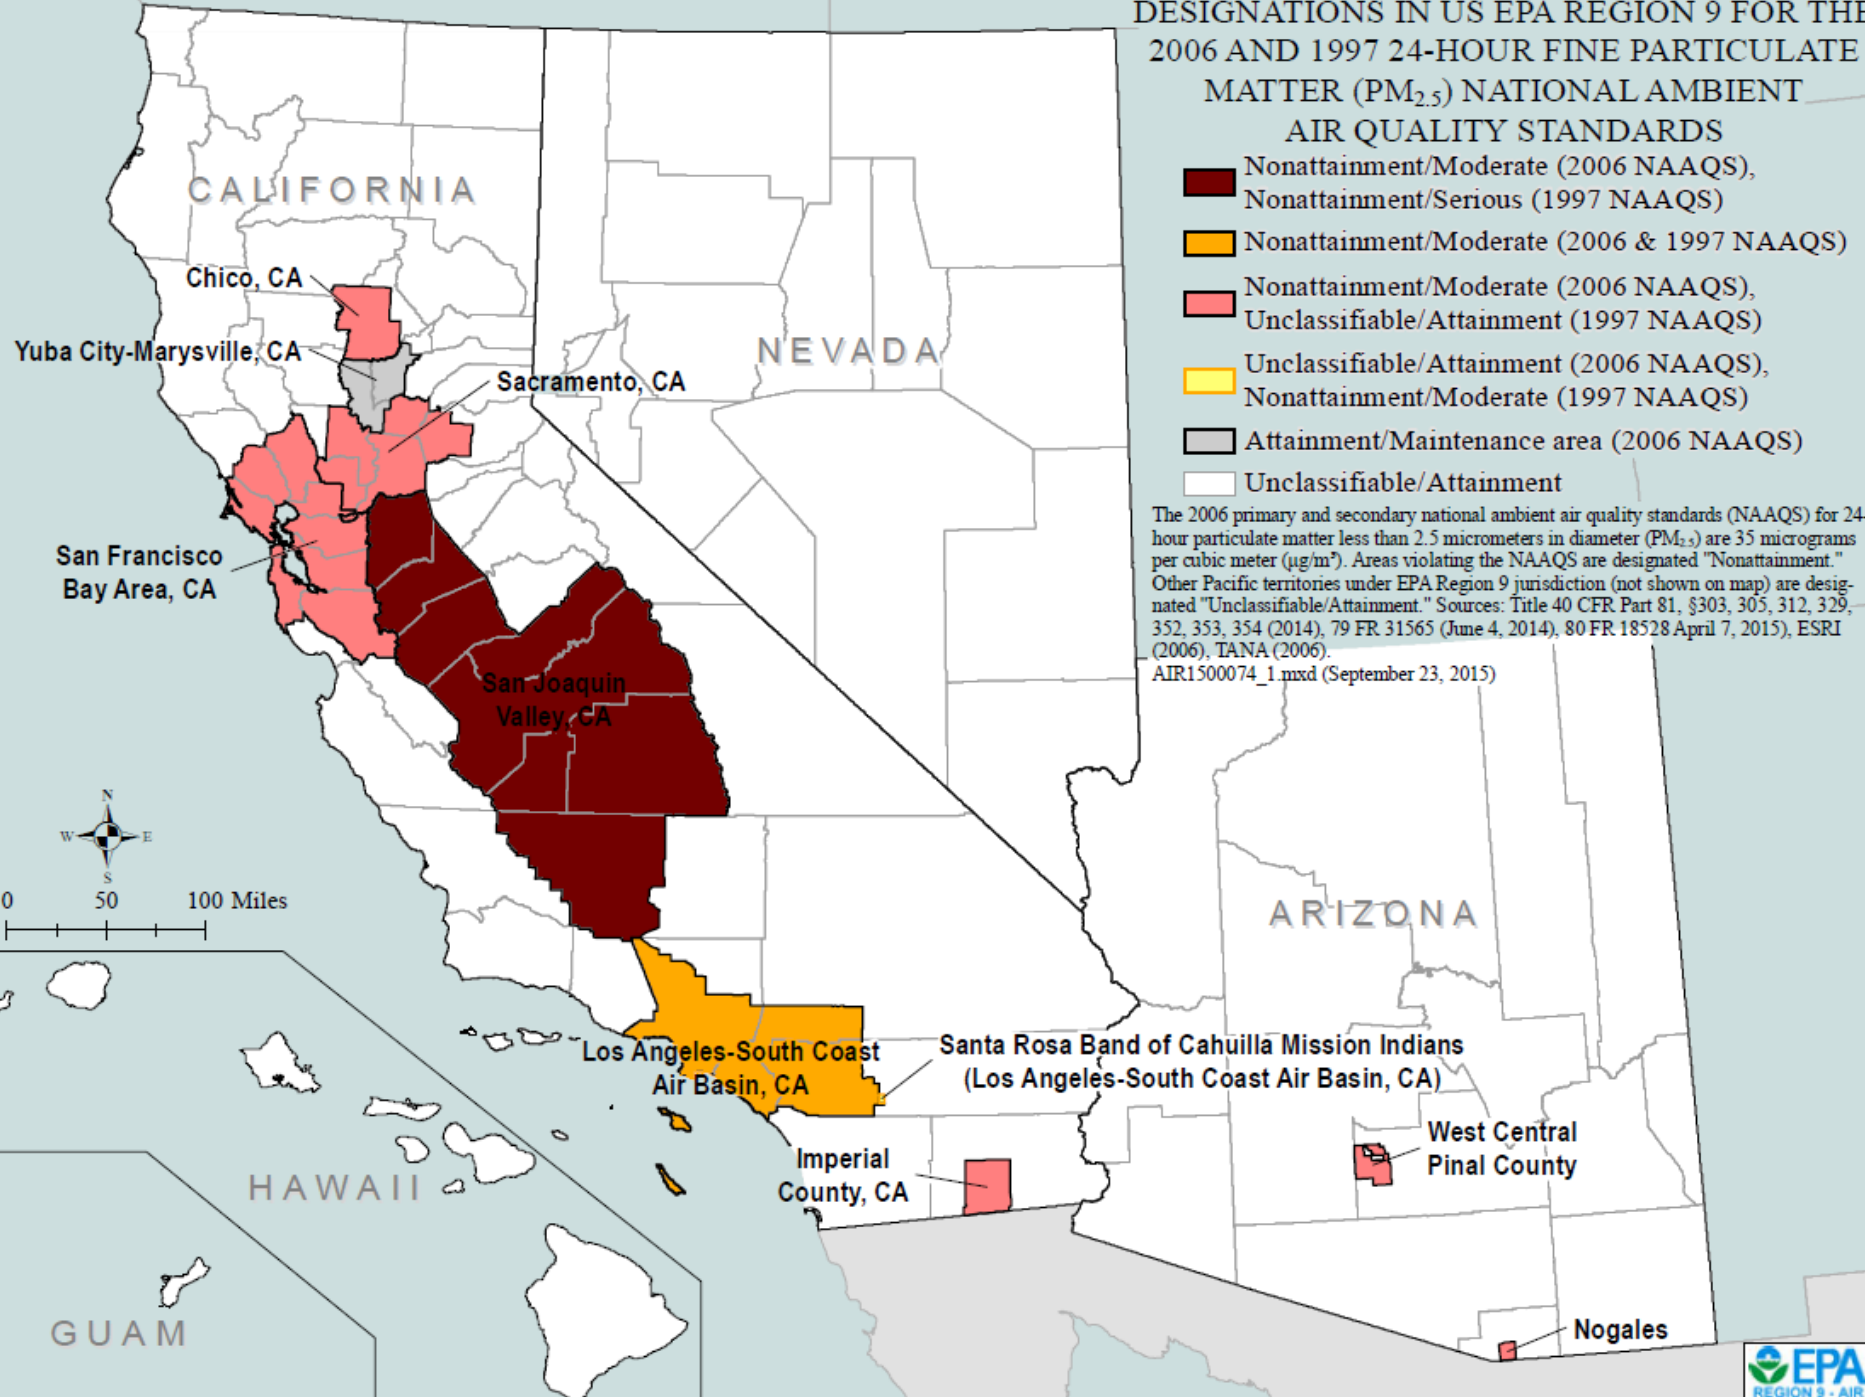 DESIGNATIONS IN US EPA REGION 9 FOR THE
2006 AND 1997 24-HOUR FINE PARTICULATE
MATTER (PM2.5) NATIONAL AMBIENT
AIR QUALITY STANDARDS
Nonattainment/Moderate (2006 NAAQS),
Nonattainment/Serious (1997 NAAQS)
Nonattainment/Moderate (2006 & 1997 NAAQS)
Nonattainment/Moderate (2006 NAAQS),
Unclassifiable/Attainment (1997 NAAQS)
Unclassifiable/Attainment (2006 NAAQS),
Nonattainment/Moderate (1997 NAAQS)
Attainment/Maintenance area (2006 NAAQS)
Unclassifiable/Attainment
The 2006 primary and secondary national ambient air quality standards (NAAQS) for 24-
hour particulate matter less than 2.5 micrometers in diameter (PM2.5) are 35 micrograms
per cubic meter (µg/m³). Areas violating the NAAQS are designated "Nonattainment."
Other Pacific territories under EPA Region 9 jurisdiction (not shown on map) are desig-
nated "Unclassifiable/Attainment." Sources: Title 40 CFR Part 81, §303, 305, 312, 329,
352, 353, 354 (2014), 79 FR 31565 (June 4, 2014), 80 FR 18528 April 7, 2015), ESRI
(2006), TANA (2006).
AIR1500074_1.mxd (September 23, 2015)
CALIFORNIA
Chico, CA
Yuba City-Marysville, CA
NEVADA
Sacramento, CA
San Francisco
Bay Area, CA
San Joaquin
Valley, CA
N
W E
S
0 50 100 Miles
ARIZONA
Los Angeles-South Coast
Air Basin, CA
Santa Rosa Band of Cahuilla Mission Indians
(Los Angeles-South Coast Air Basin, CA)
West Central
Pinal County
Imperial
County, CA
HAWAII
GUAM
Nogales
EPA
REGION 9 - AIR